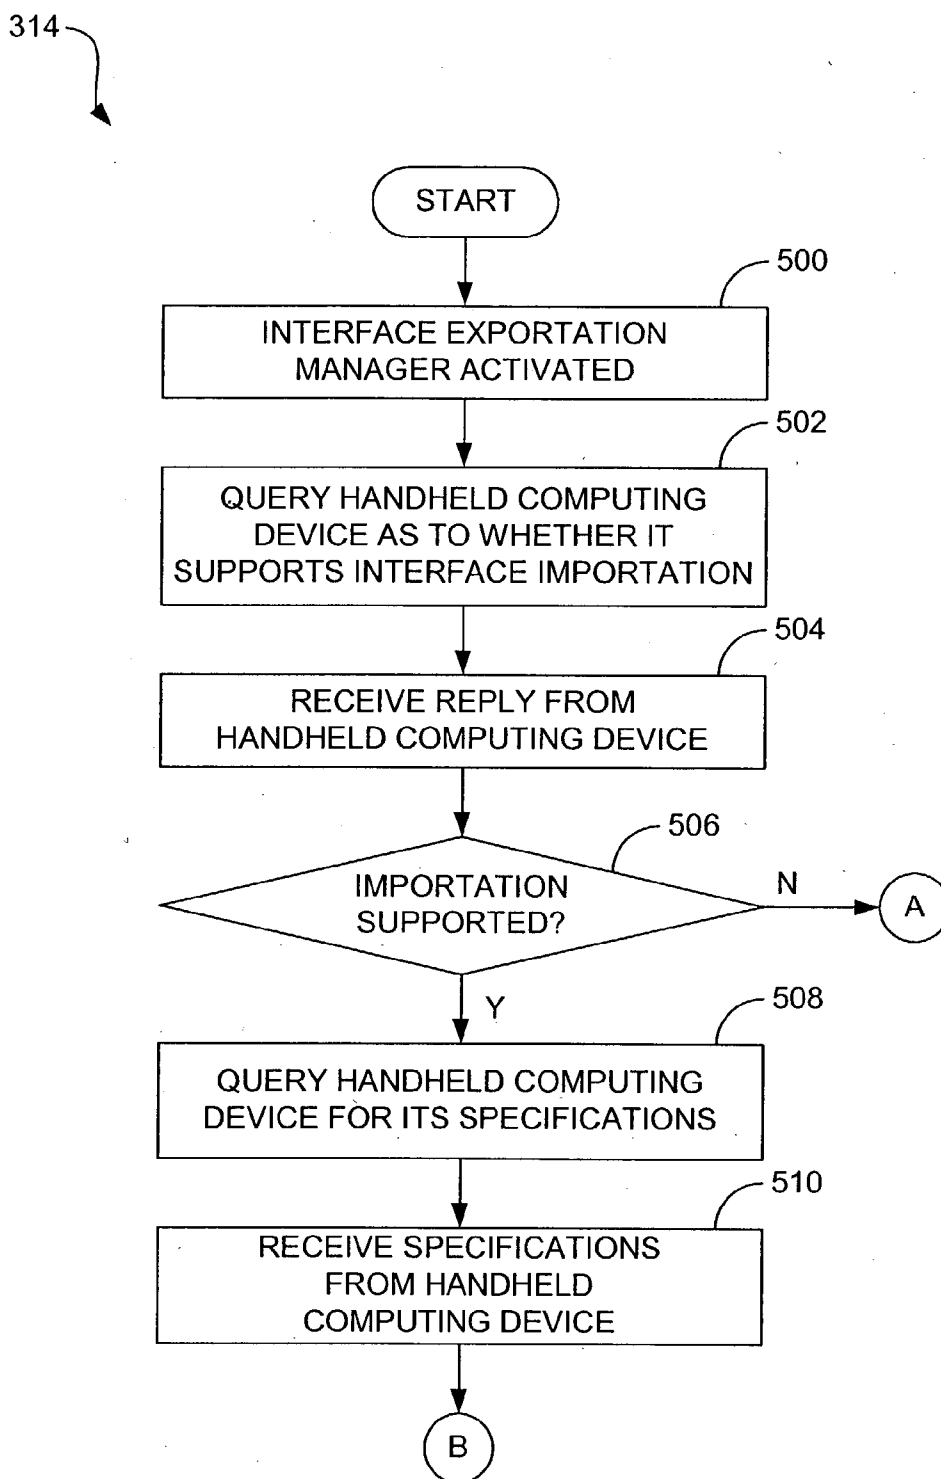 314
START
500
INTERFACE EXPORTATION
MANAGER ACTIVATED
502
QUERY HANDHELD COMPUTING
DEVICE AS TO WHETHER IT
SUPPORTS INTERFACE IMPORTATION
504
RECEIVE REPLY FROM
HANDHELD COMPUTING DEVICE
506
IMPORTATION
SUPPORTED?
N
A
Y
508
QUERY HANDHELD COMPUTING
DEVICE FOR ITS SPECIFICATIONS
510
RECEIVE SPECIFICATIONS
FROM HANDHELD
COMPUTING DEVICE
B